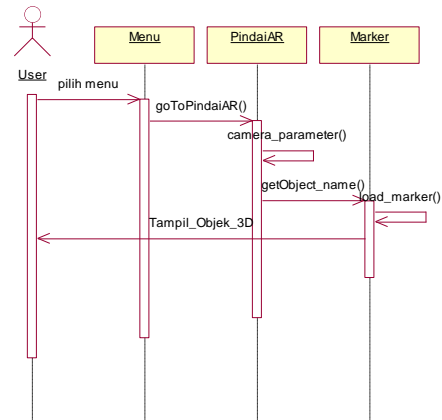 Menu
PindaiAR
Marker
User
pilih menu
goToPindaiAR()
camera_parameter()
getObject_name()
load_marker()
Tampil_Objek_3D